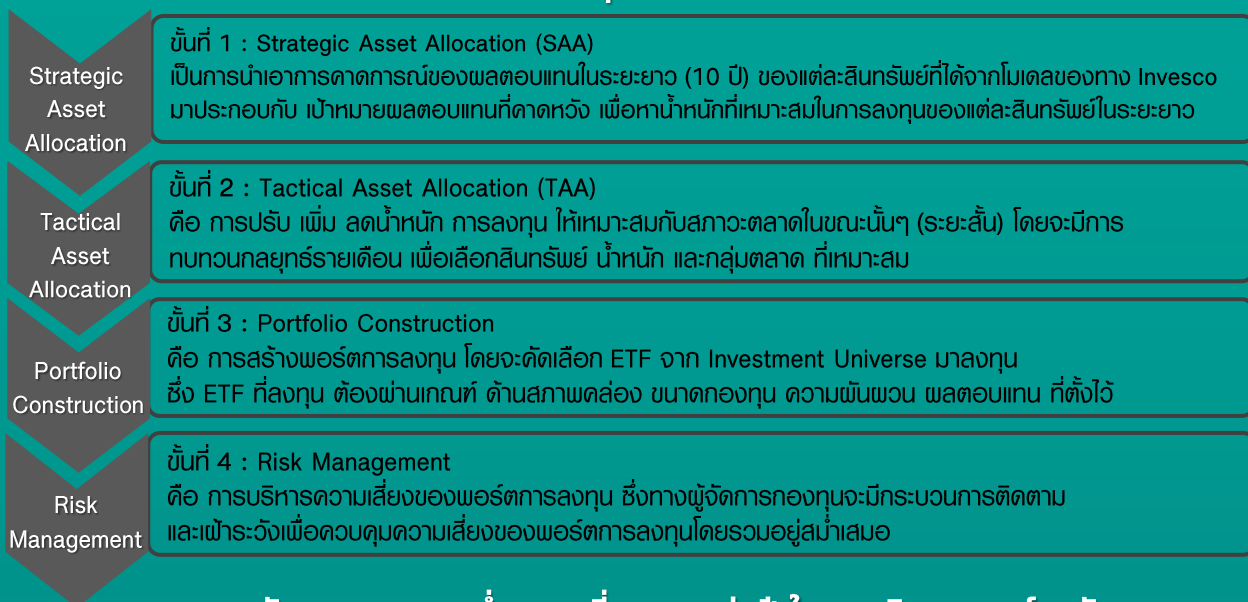 Strategic
Asset
Allocation
ขั้นที่ 1 : Strategic Asset Allocation (SAA)
เป็นการนำเอาการคาดการณ์ของผลตอบแทนในระยะยาว (10 ปี) ของแต่ละสินทรัพย์ที่ได้จากโมเดลของทาง Invesco
มาประกอบกับ เป้าหมายผลตอบแทนที่คาดหวัง เพื่อหาน้ำหนักที่เหมาะสมในการลงทุนของแต่ละสินทรัพย์ในระยะยาว
Tactical
Asset
Allocation
ขั้นที่ 2 : Tactical Asset Allocation (TAA)
คือ การปรับ เพิ่ม ลดน้ำหนัก การลงทุน ให้เหมาะสมกับสภาวะตลาดในขณะนั้นๆ (ระยะสั้น) โดยจะมีการ
ทบทวนกลยุทธ์รายเดือน เพื่อเลือกสินทรัพย์ น้ำหนัก และกลุ่มตลาด ที่เหมาะสม
Portfolio
Construction
ขั้นที่ 3 : Portfolio Construction
คือ การสร้างพอร์ตการลงทุน โดยจะคัดเลือก ETF จาก Investment Universe มาลงทุน
ซึ่ง ETF ที่ลงทุน ต้องผ่านเกณฑ์ ด้านสภาพคล่อง ขนาดกองทุน ความผันผวน ผลตอบแทน ที่ตั้งไว้
Risk
Management
ขั้นที่ 4 : Risk Management
คือ การบริหารความเสี่ยงของพอร์ตการลงทุน ซึ่งทางผู้จัดการกองทุนจะมีกระบวนการติดตาม
และเฝ้าระวังเพื่อควบคุมความเสี่ยงของพอร์ตการลงทุนโดยรวมอยู่สม่ำเสมอ